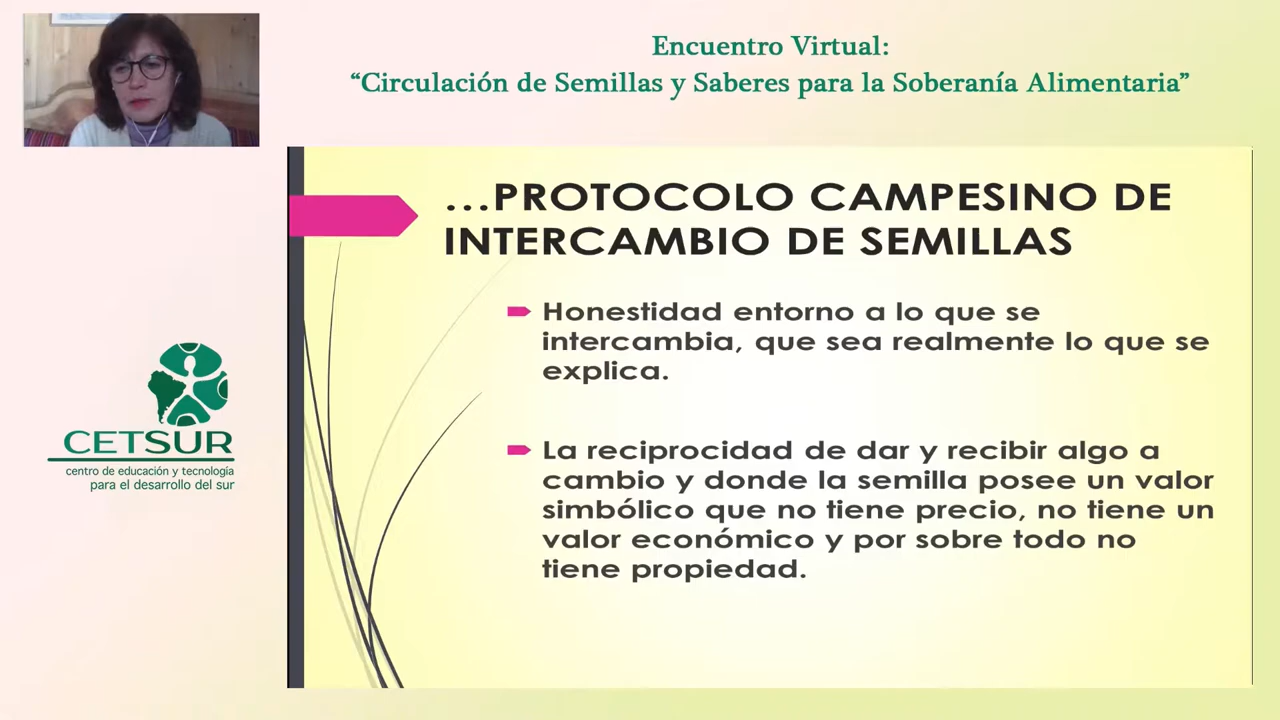 Encuentro Virtual:
“Circulación de Semillas y Saberes para la Soberanía Alimentaria”
...PROTOCOLO CAMPESINO DE
INTERCAMBIO DE SEMILLAS
Honestidad entorno a lo que se
intercambia, que sea realmente lo que se
explica.
La reciprocidad de dar y recibir algo a
cambio y donde la semilla posee un valor
simbólico que no tiene precio, no tiene un
valor económico y por sobre todo no
tiene propiedad.
CETSUR
centro de educación y tecnología
para el desarrollo del sur